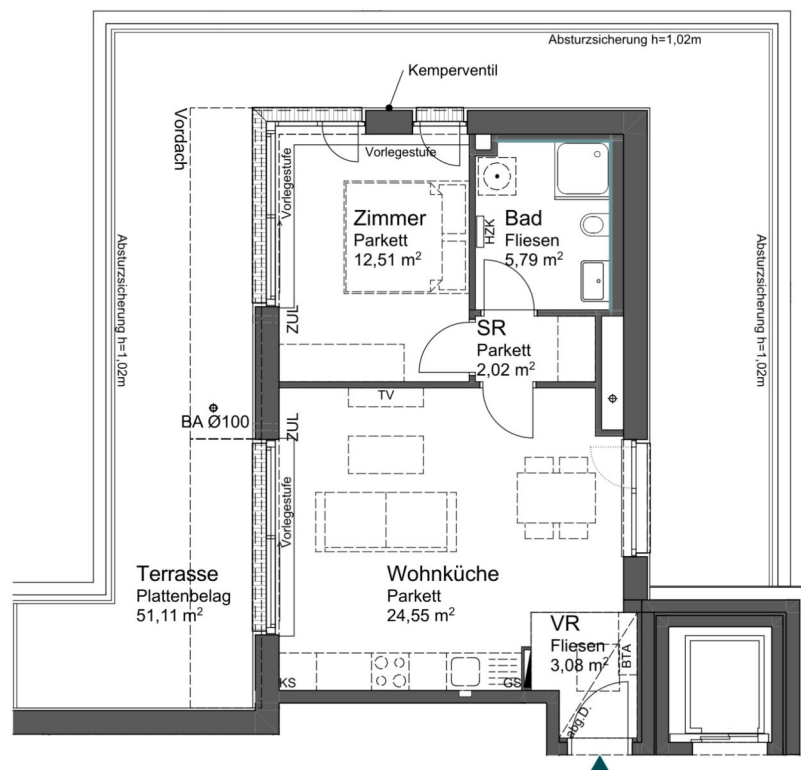 Absturzsicherung h=1,02m
Kemperventil
Vordach
Vorlegestufe
Vorlegestufe
Zimmer
Parkett
12,51 m²
HZK
Bad
Fliesen
5,79 m²
Absturzsicherung h=1,02m
Absturzsicherung h=1,02m
ZUL
SR
Parkett
2,02 m²
TV
BA Ø100
ZUL
Vorlegestufe
Terrasse
Plattenbelag
51,11 m²
Wohnküche
Parkett
24,55 m²
VR
Fliesen
3,08 m²
BTA
KS
GS
abg.D.